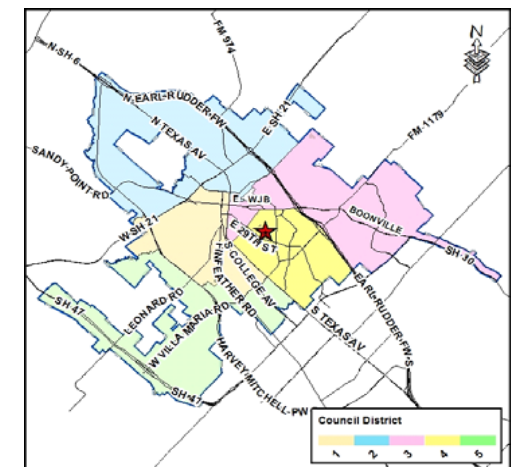 N
FM 974
N-SH 6
N-EARL-RUDDER-FW
E SH 21
N TEXAS AV
FM-1179
SANDY-POINT-RD
E WJB
BOONVILLE
W-SH 21
E 29TH ST
SH-30
S COLLEGE AV
FINFEATHER RD
EARL-RUDDER-FW-S
SH 47
LEONARD RD
S TEXAS AV
W VILLA MARIA RD
HARVEY-MITCHELL-PW
SH-47
Council District
1 2 3 4 5